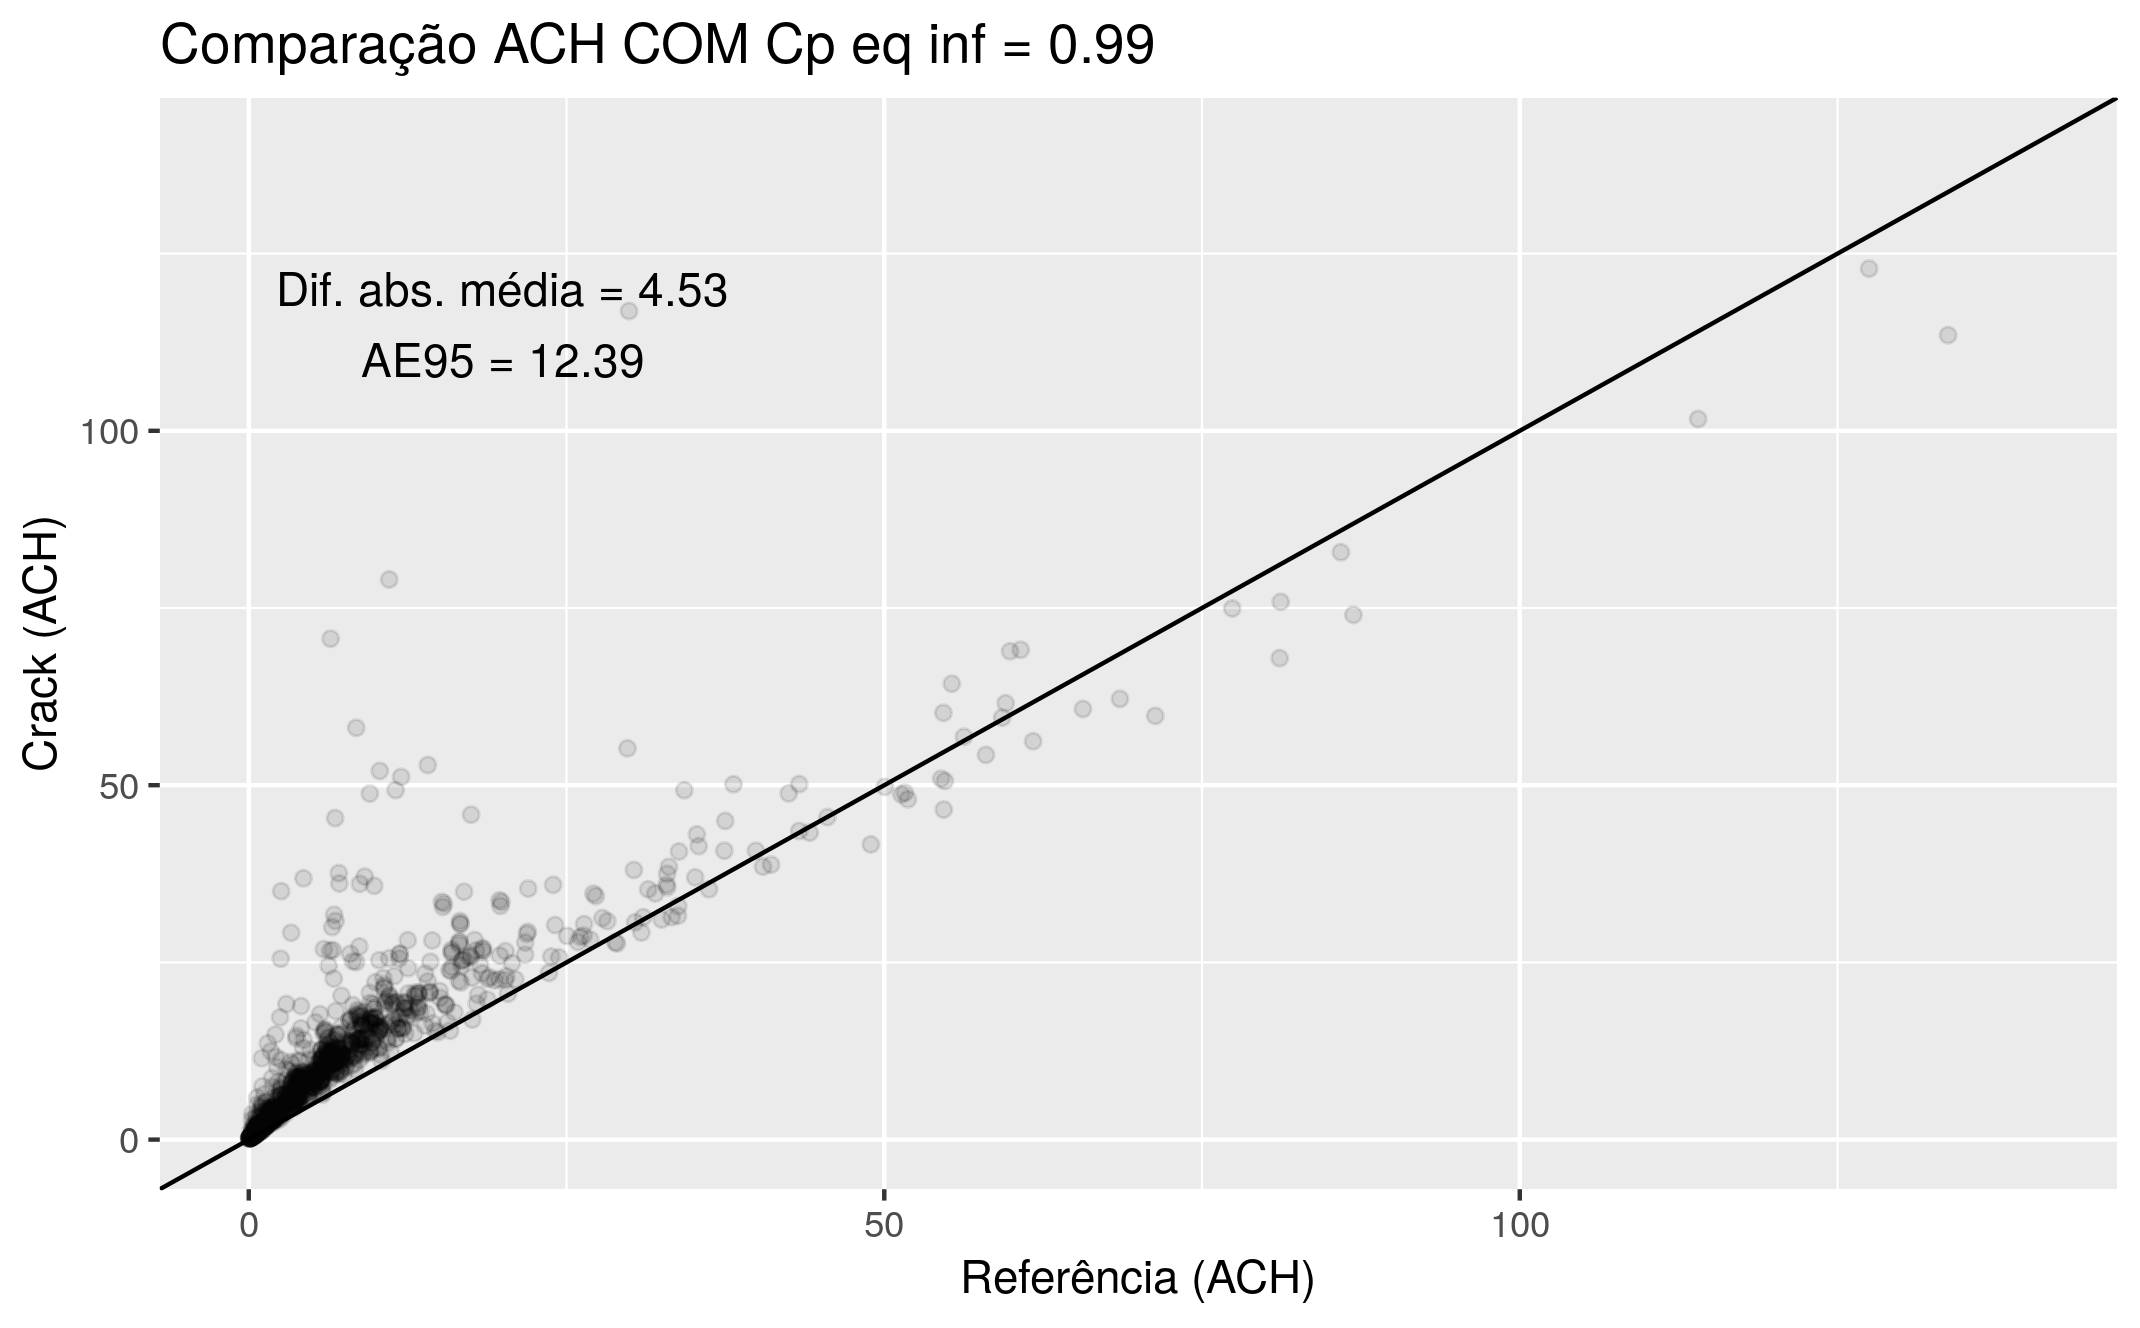 Comparação ACH COM Cp eq inf = 0.99
Dif. abs. média = 4.53
AE95 = 12.39
Crack (ACH)
100
50
0
0
50
100
Referência (ACH)